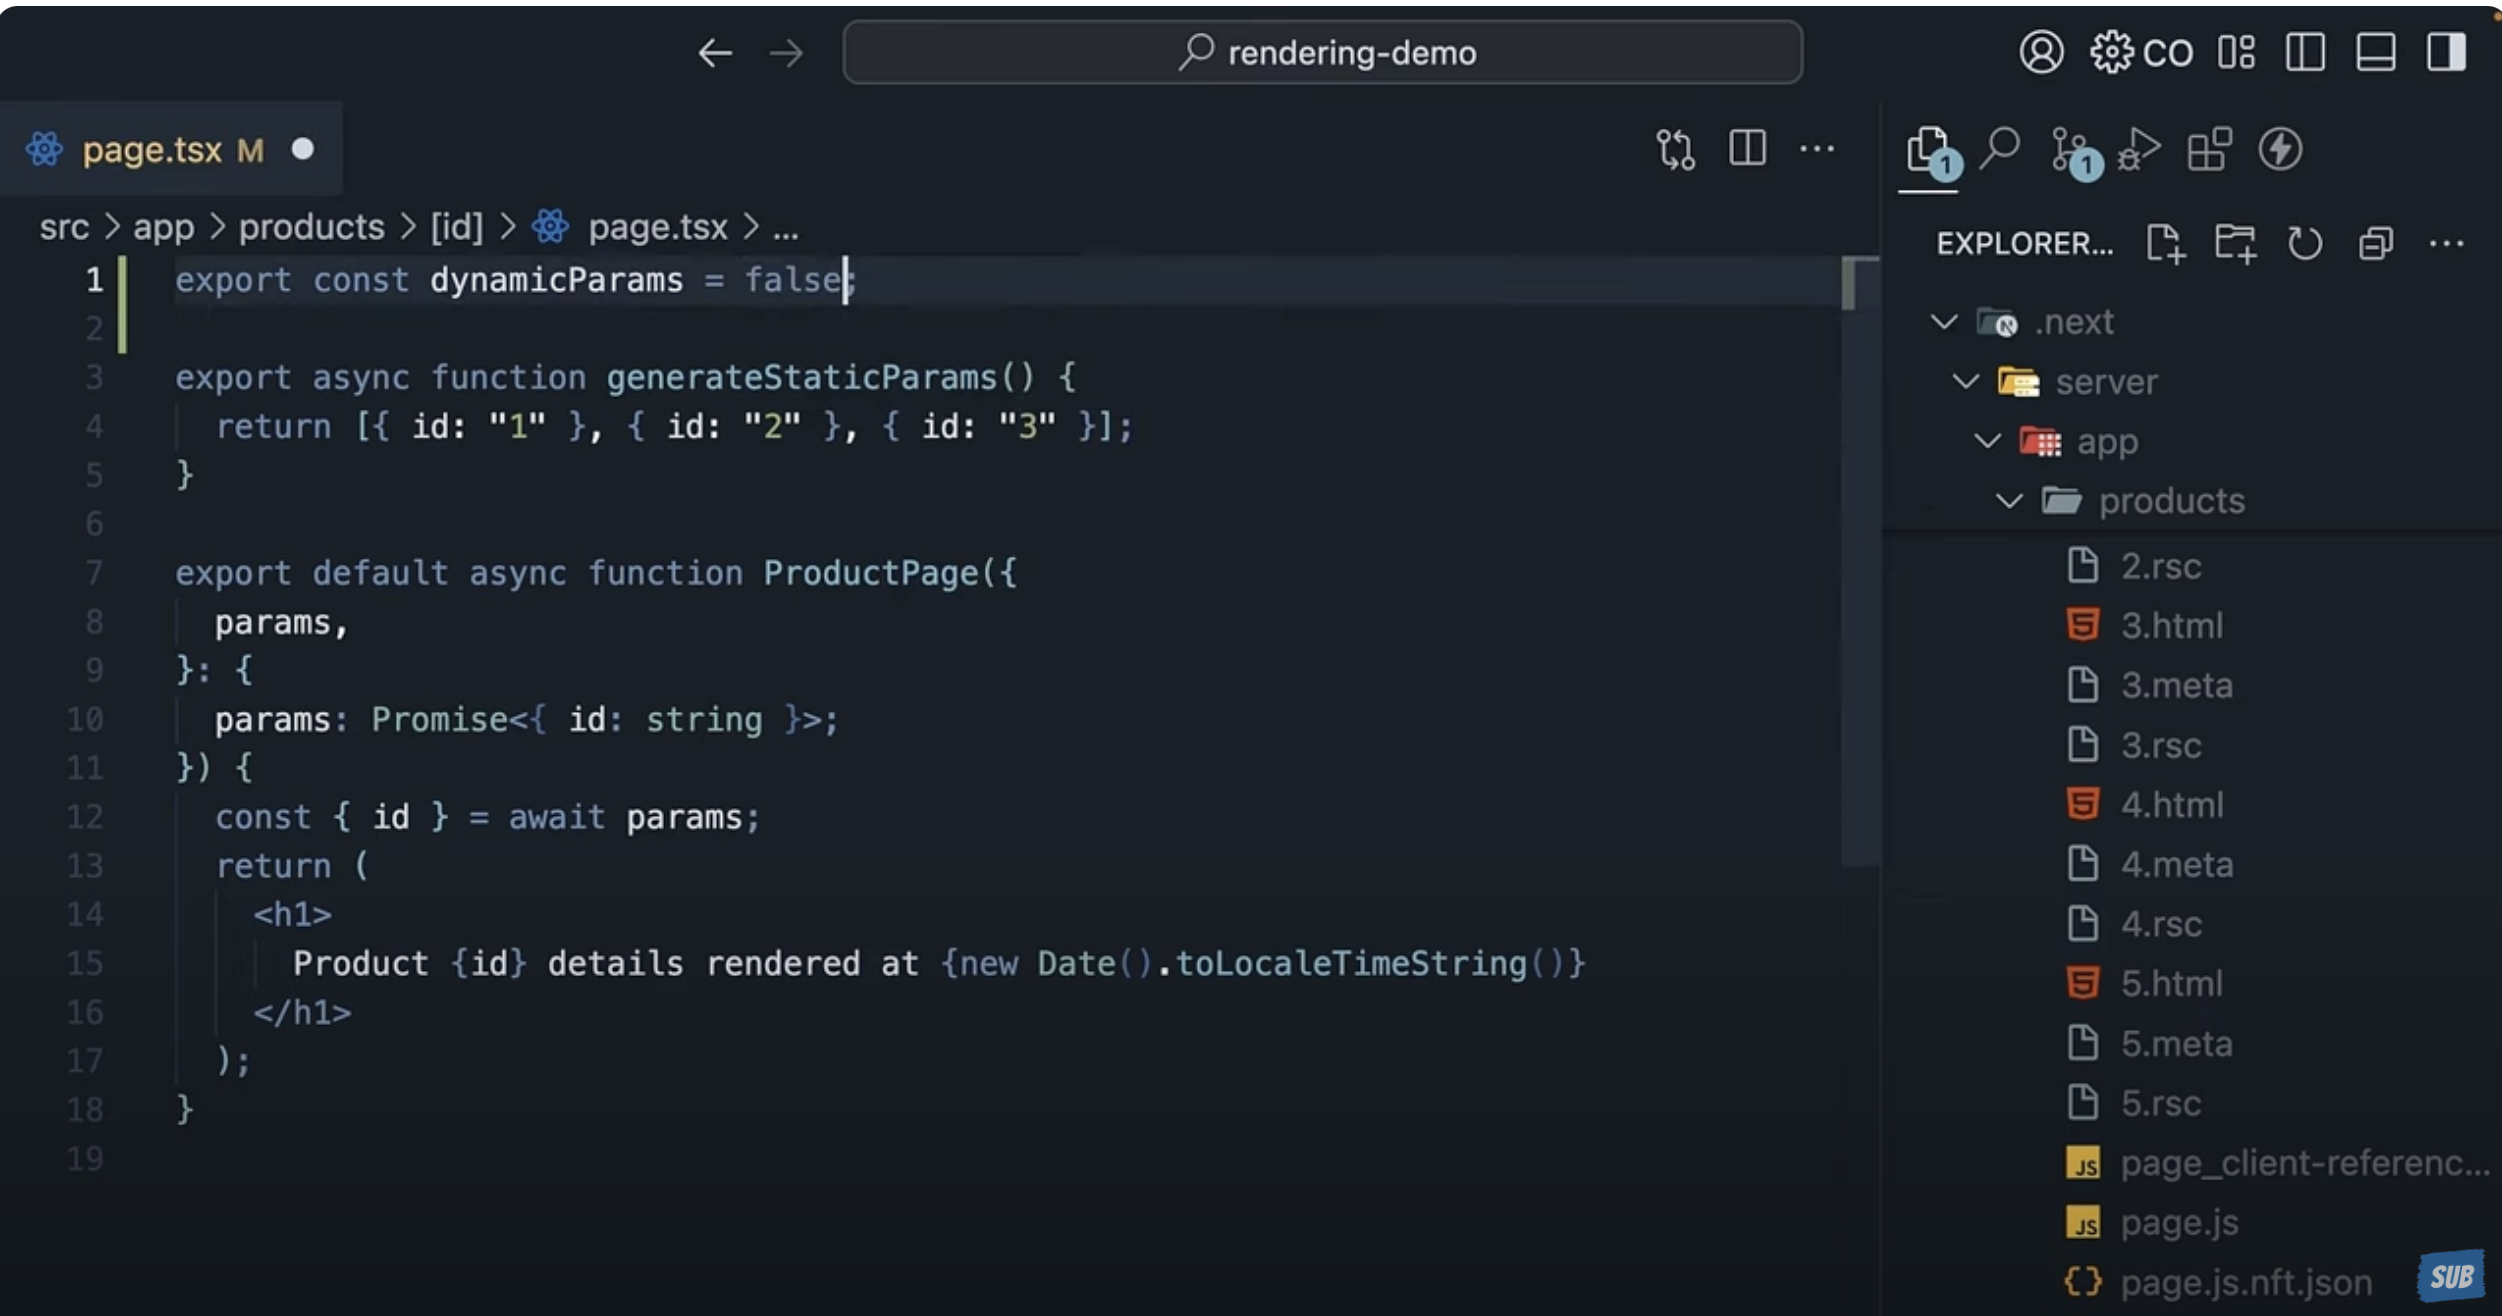 rendering-demo
CO
page.tsx M
1
1
src > app > products > [id] > page.tsx > ...
EXPLORER...
1 export const dynamicParams = false;
2
3 export async function generateStaticParams() {
4 return [{ id: "1" }, { id: "2" }, { id: "3" }];
5 }
6
7 export default async function ProductPage({
8 params,
9 }: {
10 params: Promise<{ id: string }>;
11 }) {
12 const { id } = await params;
13 return (
14 <h1>
15 Product {id} details rendered at {new Date().toLocaleTimeString()}
16 </h1>
17 );
18 }
19
.next
server
app
products
2.rsc
3.html
3.meta
3.rsc
4.html
4.meta
4.rsc
5.html
5.meta
5.rsc
JS page_client-referenc...
JS page.js
{} page.js.nft.json
SUB